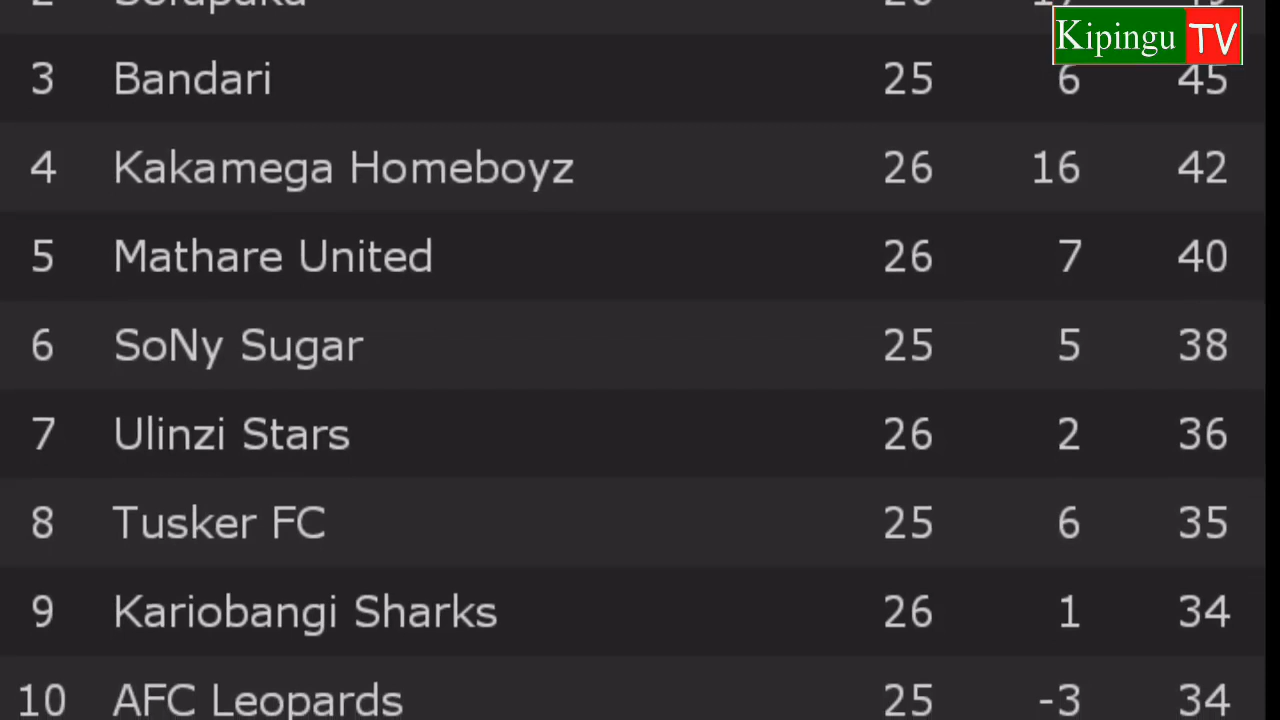 Kipingu TV
3 Bandari 25 6 45
4 Kakamega Homeboyz 26 16 42
5 Mathare United 26 7 40
6 SoNy Sugar 25 5 38
7 Ulinzi Stars 26 2 36
8 Tusker FC 25 6 35
9 Kariobangi Sharks 26 1 34
10 AFC Leopards 25 -3 34